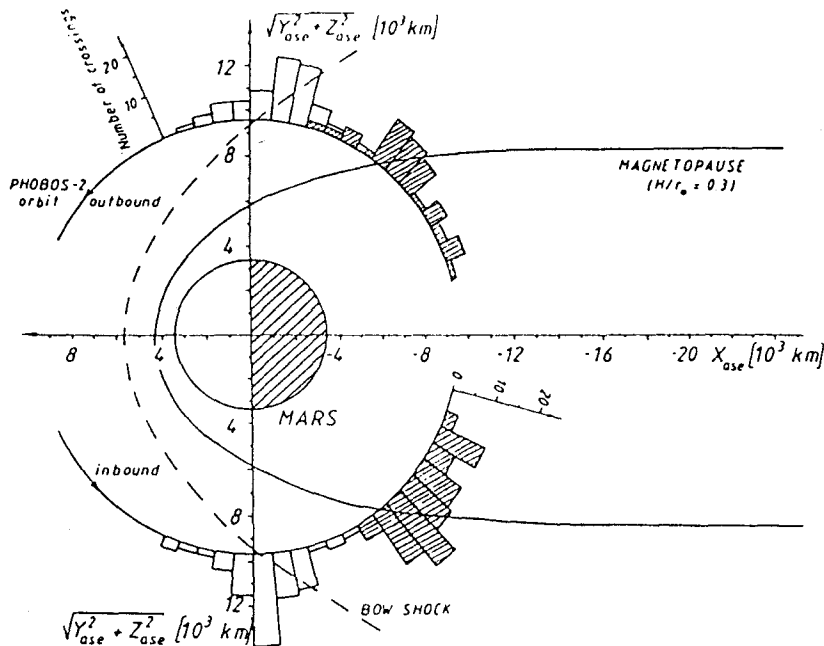 √Y²ase + Z²ase [10³ km]
Number of crossings
20
10
12
8
4
PHOBOS-2
orbit
outbound
MAGNETOPAUSE
(H/r₀ = 0.3)
8
4
-4
-8
-12
-16
-20
Xase [10³ km]
0
10
20
MARS
4
inbound
8
12
BOW SHOCK
√Y²ase + Z²ase [10³ km]